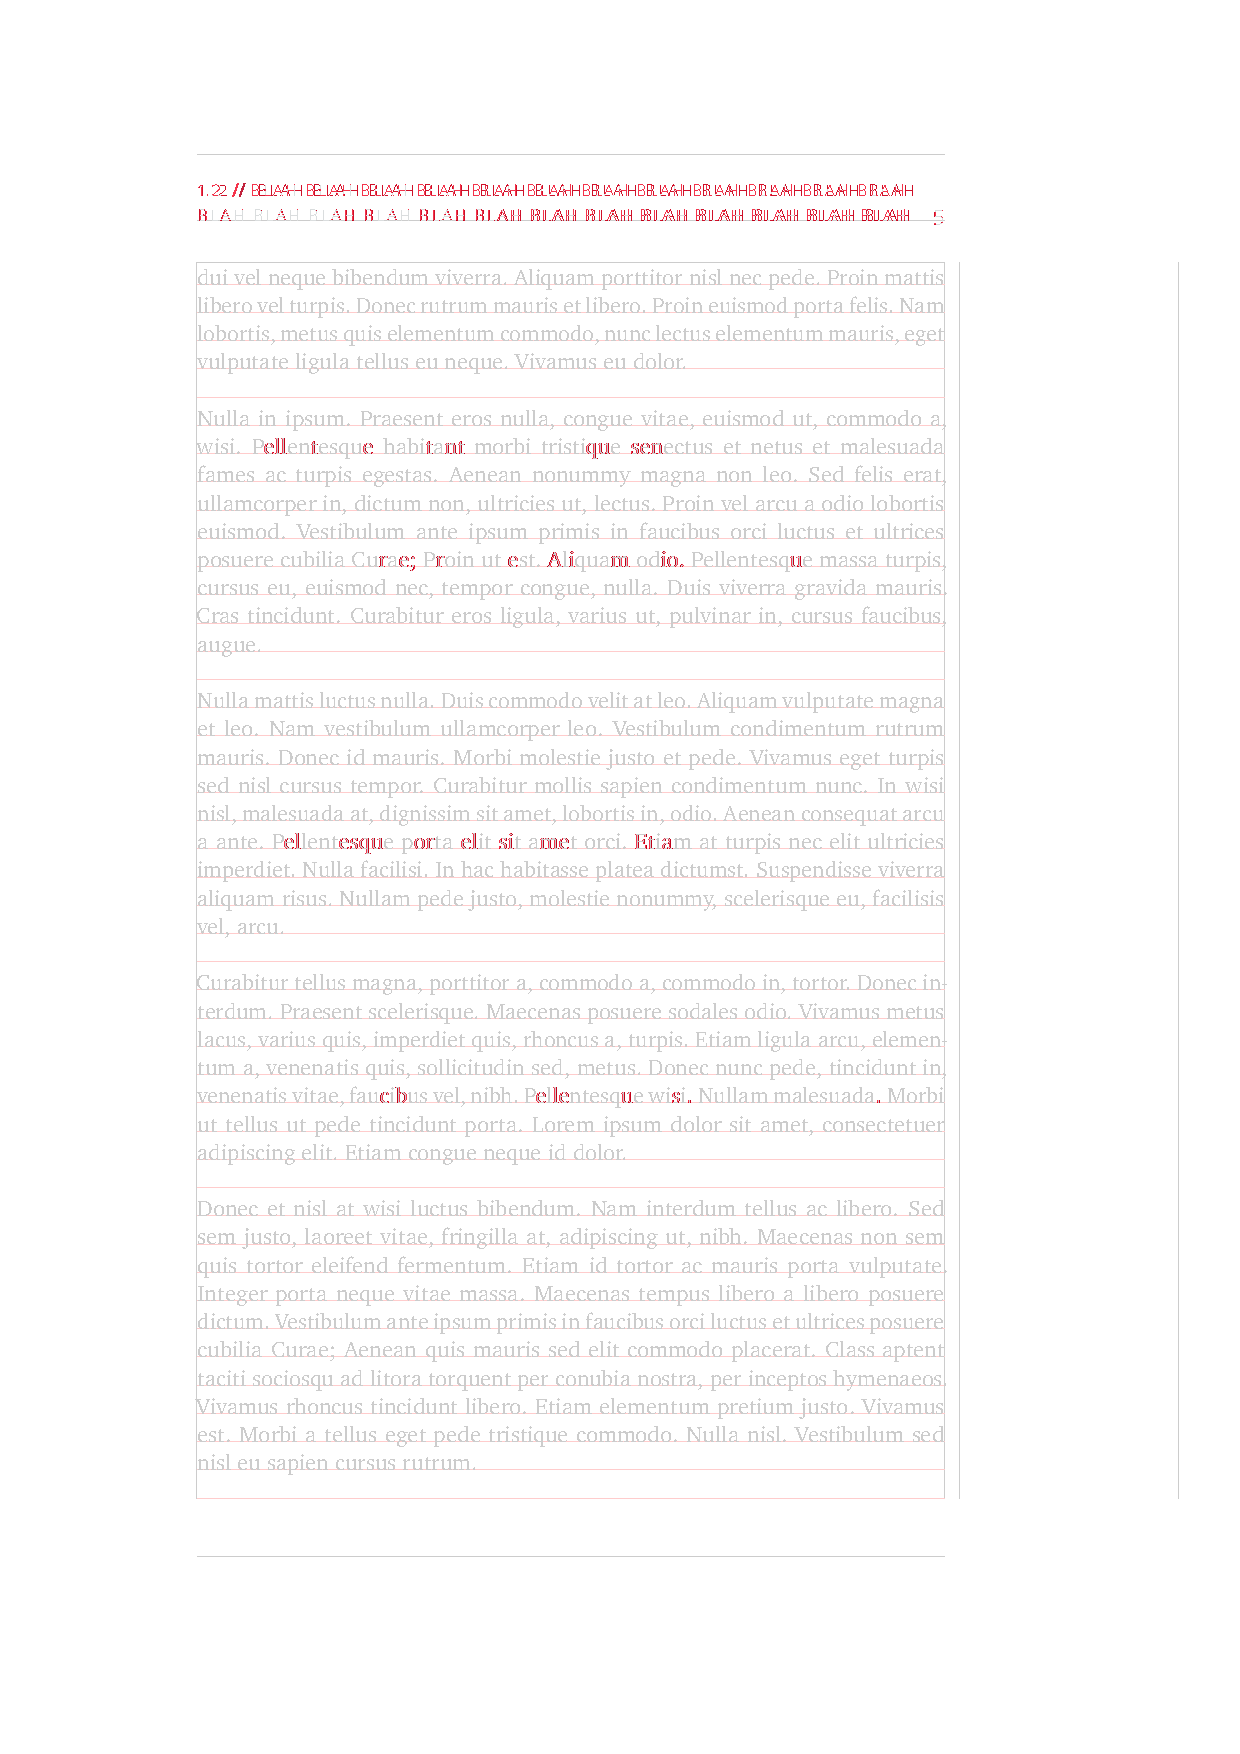 1.22 // BLAH BLAH BLAH BLAH BLAH BLAH BLAH BLAH BLAH BLAH BLAH BLAH
BLAH BLAH BLAH BLAH BLAH BLAH BLAH BLAH BLAH BLAH BLAH BLAH BLAH 5
dui vel neque bibendum viverra. Aliquam porttitor nisl nec pede. Proin mattis
libero vel turpis. Donec rutrum mauris et libero. Proin euismod porta felis. Nam
lobortis, metus quis elementum commodo, nunc lectus elementum mauris, eget
vulputate ligula tellus eu neque. Vivamus eu dolor.
Nulla in ipsum. Praesent eros nulla, congue vitae, euismod ut, commodo a,
wisi. Pellentesque habitant morbi tristique senectus et netus et malesuada
fames ac turpis egestas. Aenean nonummy magna non leo. Sed felis erat,
ullamcorper in, dictum non, ultricies ut, lectus. Proin vel arcu a odio lobortis
euismod. Vestibulum ante ipsum primis in faucibus orci luctus et ultrices
posuere cubilia Curae; Proin ut est. Aliquam odio. Pellentesque massa turpis,
cursus eu, euismod nec, tempor congue, nulla. Duis viverra gravida mauris.
Cras tincidunt. Curabitur eros ligula, varius ut, pulvinar in, cursus faucibus,
augue.
Nulla mattis luctus nulla. Duis commodo velit at leo. Aliquam vulputate magna
et leo. Nam vestibulum ullamcorper leo. Vestibulum condimentum rutrum
mauris. Donec id mauris. Morbi molestie justo et pede. Vivamus eget turpis
sed nisl cursus tempor. Curabitur mollis sapien condimentum nunc. In wisi
nisl, malesuada at, dignissim sit amet, lobortis in, odio. Aenean consequat arcu
a ante. Pellentesque porta elit sit amet orci. Etiam at turpis nec elit ultricies
imperdiet. Nulla facilisi. In hac habitasse platea dictumst. Suspendisse viverra
aliquam risus. Nullam pede justo, molestie nonummy, scelerisque eu, facilisis
vel, arcu.
Curabitur tellus magna, porttitor a, commodo a, commodo in, tortor. Donec in-
terdum. Praesent scelerisque. Maecenas posuere sodales odio. Vivamus metus
lacus, varius quis, imperdiet quis, rhoncus a, turpis. Etiam ligula arcu, elemen-
tum a, venenatis quis, sollicitudin sed, metus. Donec nunc pede, tincidunt in,
venenatis vitae, faucibus vel, nibh. Pellentesque wisi. Nullam malesuada. Morbi
ut tellus ut pede tincidunt porta. Lorem ipsum dolor sit amet, consectetuer
adipiscing elit. Etiam congue neque id dolor.
Donec et nisl at wisi luctus bibendum. Nam interdum tellus ac libero. Sed
sem justo, laoreet vitae, fringilla at, adipiscing ut, nibh. Maecenas non sem
quis tortor eleifend fermentum. Etiam id tortor ac mauris porta vulputate.
Integer porta neque vitae massa. Maecenas tempus libero a libero posuere
dictum. Vestibulum ante ipsum primis in faucibus orci luctus et ultrices posuere
cubilia Curae; Aenean quis mauris sed elit commodo placerat. Class aptent
taciti sociosqu ad litora torquent per conubia nostra, per inceptos hymenaeos.
Vivamus rhoncus tincidunt libero. Etiam elementum pretium justo. Vivamus
est. Morbi a tellus eget pede tristique commodo. Nulla nisl. Vestibulum sed
nisl eu sapien cursus rutrum.